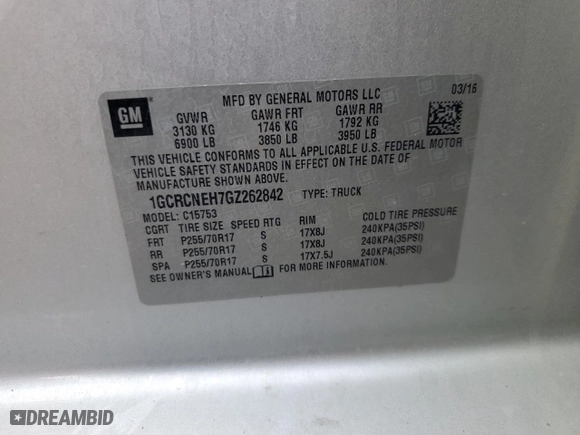 GM
MFD BY GENERAL MOTORS LLC
03/16
GVWR GAWR FRT GAWR RR
3130 KG 1746 KG 1792 KG
6900 LB 3850 LB 3950 LB
THIS VEHICLE CONFORMS TO ALL APPLICABLE U.S. FEDERAL MOTOR
VEHICLE SAFETY STANDARDS IN EFFECT ON THE DATE OF
MANUFACTURE SHOWN ABOVE.
1GCRCNEH7GZ262842 TYPE: TRUCK
MODEL: C15753
CGRT TIRE SIZE SPEED RTG RIM COLD TIRE PRESSURE
FRT P255/70R17 S 17X8J 240KPA(35PSI)
RR P255/70R17 S 17X8J 240KPA(35PSI)
SPA P255/70R17 S 17X7.5J 240KPA(35PSI)
SEE OWNER'S MANUAL FOR MORE INFORMATION.
DREAMBID